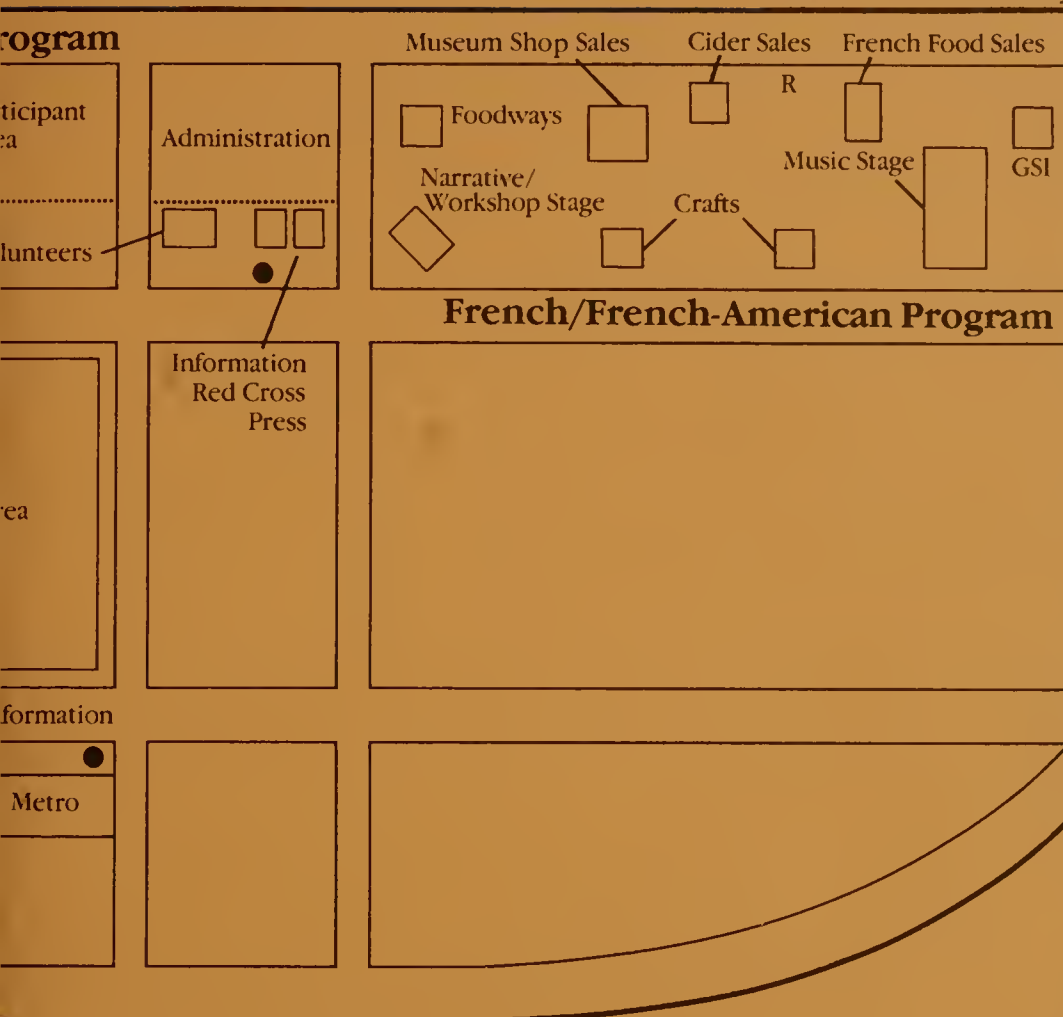 rogram
Museum Shop Sales
Cider Sales
French Food Sales
R
ticipant
ea
Administration
Foodways
Music Stage
GSI
Narrative/
Workshop Stage
Crafts
lunteers
French/French-American Program
Information
Red Cross
Press
ea
formation
Metro